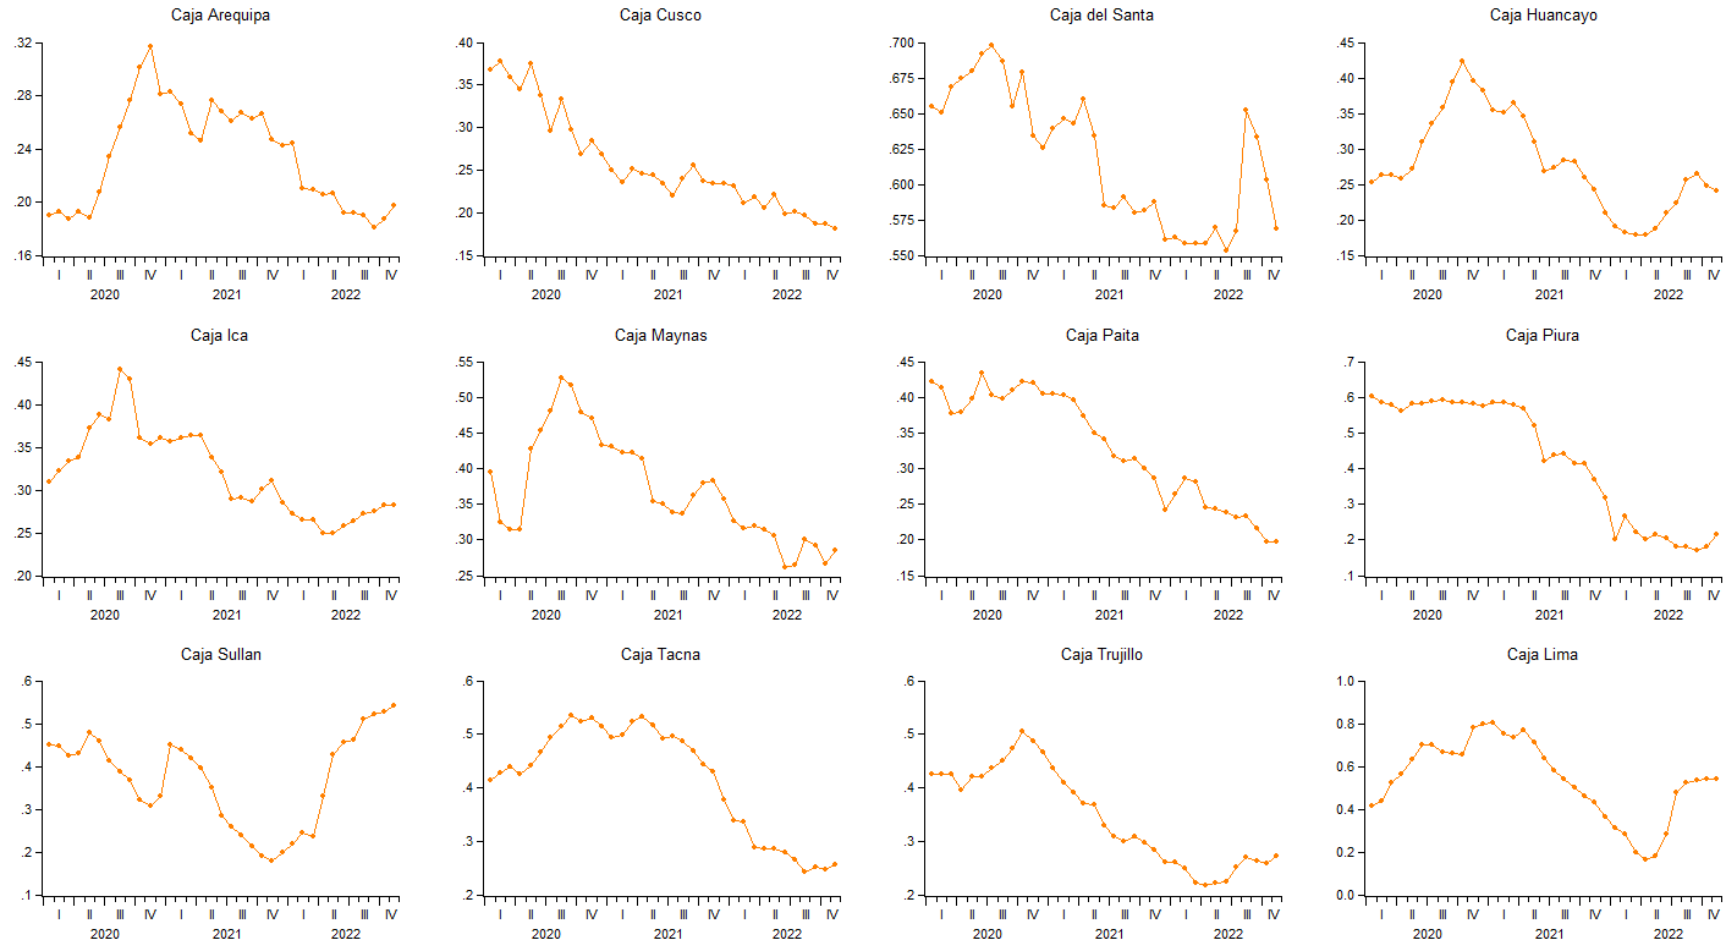 Caja Arequipa
.32
.28
.24
.20
.16
I II III IV I II III IV I II III IV
2020 2021 2022
Caja Cusco
.40
.35
.30
.25
.20
.15
I II III IV I II III IV I II III IV
2020 2021 2022
Caja del Santa
.700
.675
.650
.625
.600
.575
.550
I II III IV I II III IV I II III IV
2020 2021 2022
Caja Huancayo
.45
.40
.35
.30
.25
.20
.15
I II III IV I II III IV I II III IV
2020 2021 2022
Caja Ica
.45
.40
.35
.30
.25
.20
I II III IV I II III IV I II III IV
2020 2021 2022
Caja Maynas
.55
.50
.45
.40
.35
.30
.25
I II III IV I II III IV I II III IV
2020 2021 2022
Caja Paita
.45
.40
.35
.30
.25
.20
.15
I II III IV I II III IV I II III IV
2020 2021 2022
Caja Piura
.7
.6
.5
.4
.3
.2
.1
I II III IV I II III IV I II III IV
2020 2021 2022
Caja Sullan
.6
.5
.4
.3
.2
.1
I II III IV I II III IV I II III IV
2020 2021 2022
Caja Tacna
.6
.5
.4
.3
.2
I II III IV I II III IV I II III IV
2020 2021 2022
Caja Trujillo
.6
.5
.4
.3
.2
I II III IV I II III IV I II III IV
2020 2021 2022
Caja Lima
1.0
0.8
0.6
0.4
0.2
0.0
I II III IV I II III IV I II III IV
2020 2021 2022